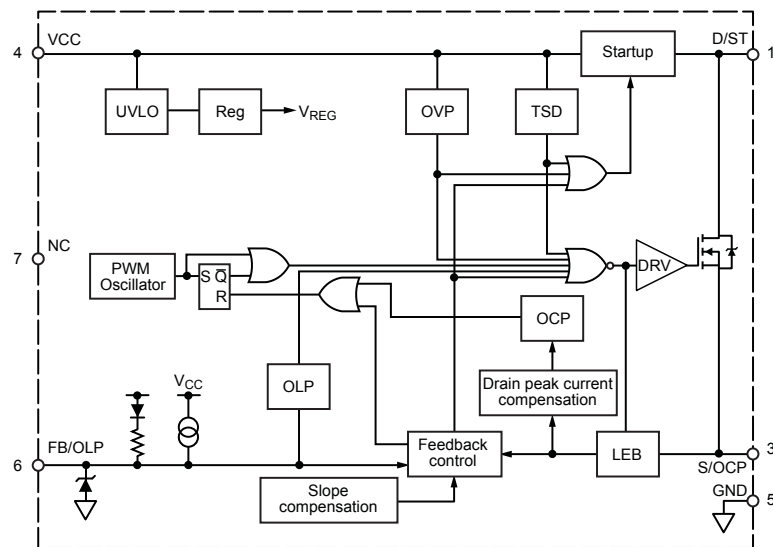 4
VCC
Startup
D/ST
1
UVLO
Reg
VREG
OVP
TSD
7
NC
PWM
Oscillator
S Q̅
R
DRV
OCP
VCC
OLP
Drain peak current
compensation
6
FB/OLP
Feedback
control
LEB
3
S/OCP
Slope
compensation
GND
5